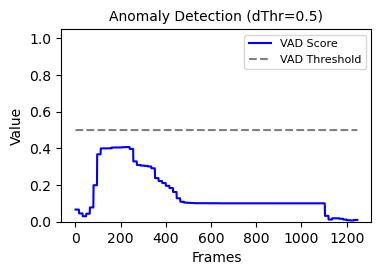 Anomaly Detection (dThr=0.5)
VAD Score
VAD Threshold
Value
1.0
0.8
0.6
0.4
0.2
0.0
0 200 400 600 800 1000 1200
Frames